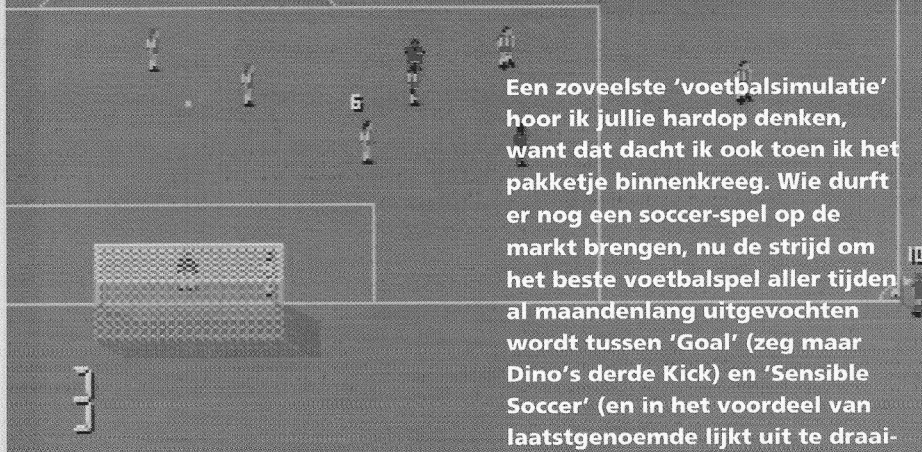 Een zoveelste ‘voetbalsimulatie’
hoor ik jullie hardop denken,
want dat dacht ik ook toen ik het
pakketje binnenkreeg. Wie durft
er nog een soccer-spel op de
markt brengen, nu de strijd om
het beste voetbalspel aller tijden
al maandenlang uitgevochten
wordt tussen ‘Goal’ (zeg maar
Dino’s derde Kick) en ‘Sensible
Soccer’ (en in het voordeel van
laatstgenoemde lijkt uit te draai-
6
10